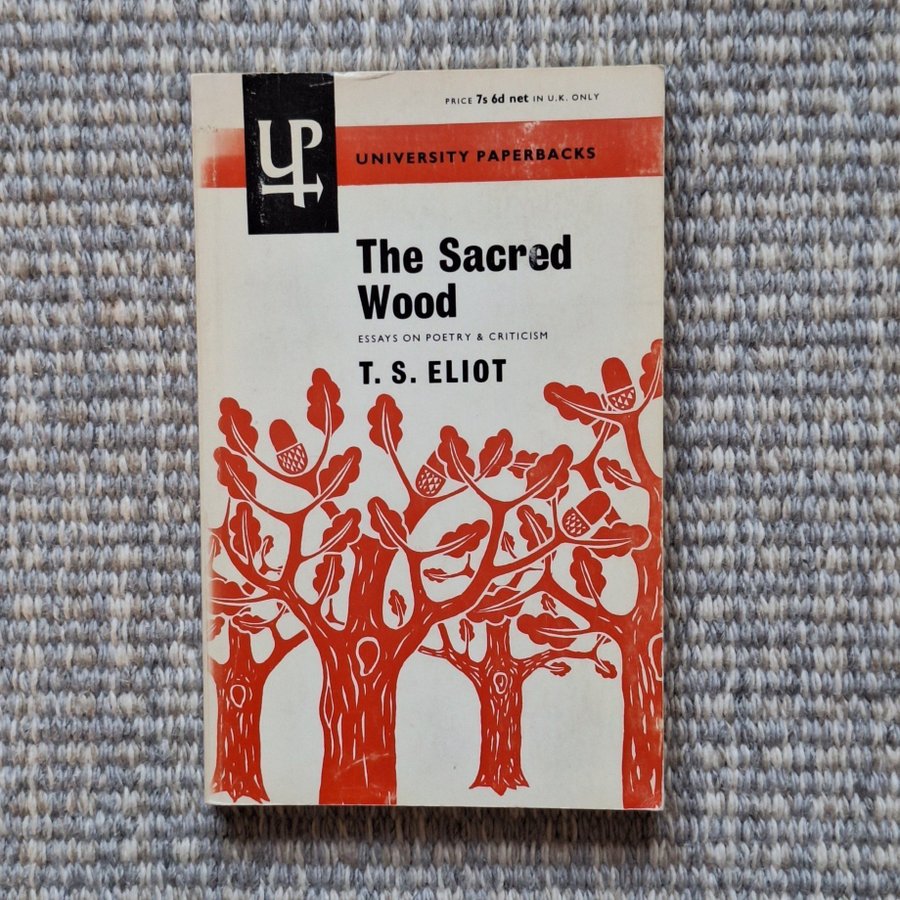 PRICE 7s 6d net IN U.K. ONLY
UP
UNIVERSITY PAPERBACKS
The Sacred
Wood
ESSAYS ON POETRY & CRITICISM
T. S. ELIOT